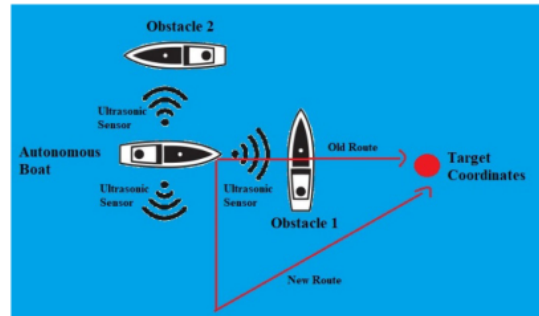 Obstacle 2
Ultrasonic
Sensor
Autonomous
Boat
Old Route
Target
Coordinates
Ultrasonic
Sensor
Ultrasonic
Sensor
Obstacle 1
New Route